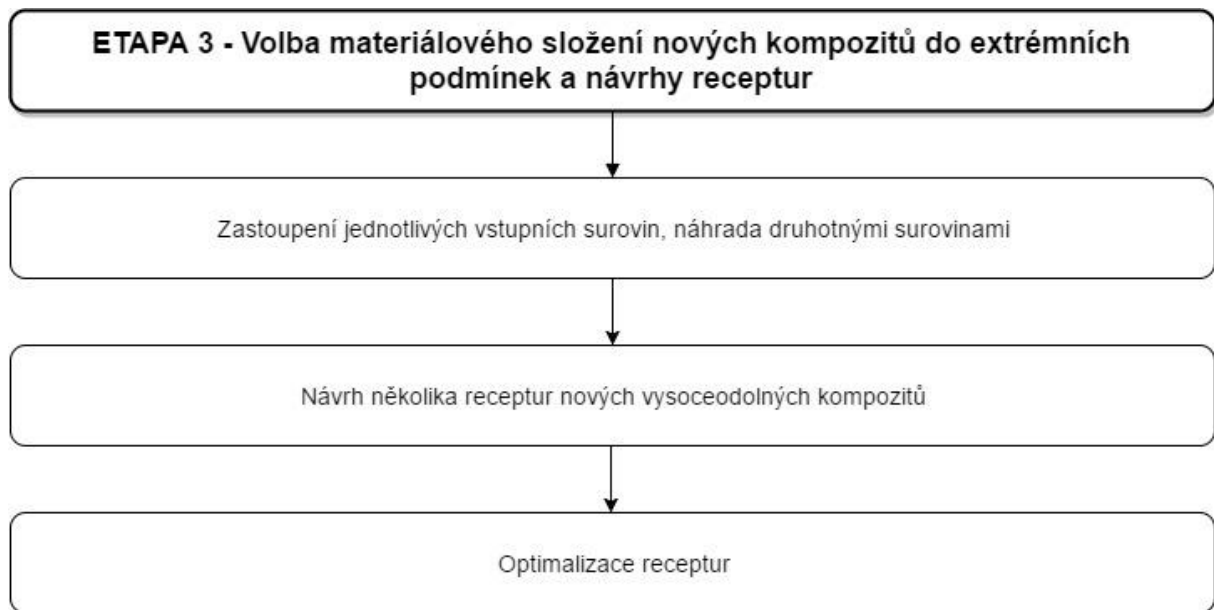 ETAPA 3 - Volba materiálového složení nových kompozitů do extrémních
podmínek a návrhy receptur
Zastoupení jednotlivých vstupních surovin, náhrada druhotnými surovinami
Návrh několika receptur nových vysoceodolných kompozitů
Optimalizace receptur